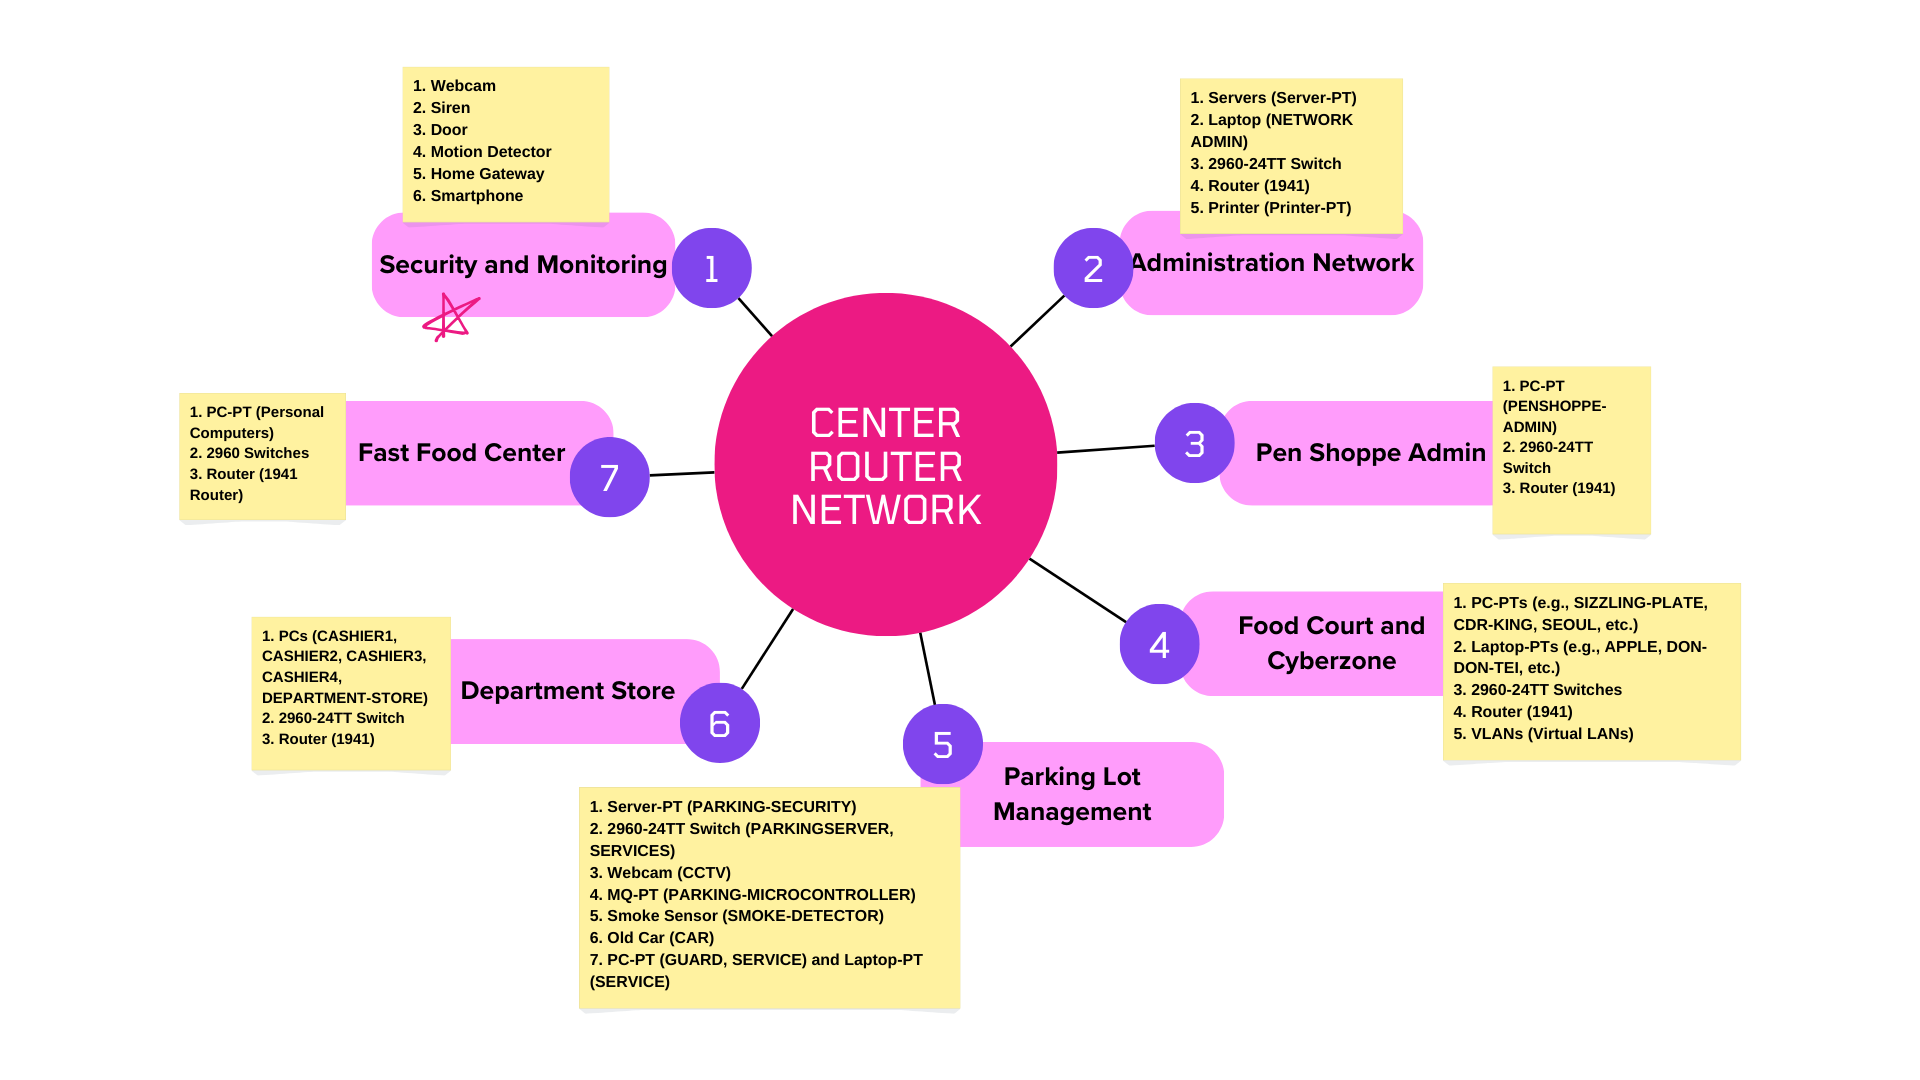 CENTER
ROUTER
NETWORK
1
Security and Monitoring
1. Webcam
2. Siren
3. Door
4. Motion Detector
5. Home Gateway
6. Smartphone
2
Administration Network
1. Servers (Server-PT)
2. Laptop (NETWORK
ADMIN)
3. 2960-24TT Switch
4. Router (1941)
5. Printer (Printer-PT)
3
Pen Shoppe Admin
1. PC-PT
(PENSHOPPE-
ADMIN)
2. 2960-24TT
Switch
3. Router (1941)
4
Food Court and
Cyberzone
1. PC-PTs (e.g., SIZZLING-PLATE,
CDR-KING, SEOUL, etc.)
2. Laptop-PTs (e.g., APPLE, DON-
DON-TEI, etc.)
3. 2960-24TT Switches
4. Router (1941)
5. VLANs (Virtual LANs)
5
Parking Lot
Management
1. Server-PT (PARKING-SECURITY)
2. 2960-24TT Switch (PARKINGSERVER,
SERVICES)
3. Webcam (CCTV)
4. MQ-PT (PARKING-MICROCONTROLLER)
5. Smoke Sensor (SMOKE-DETECTOR)
6. Old Car (CAR)
7. PC-PT (GUARD, SERVICE) and Laptop-PT
(SERVICE)
6
Department Store
1. PCs (CASHIER1,
CASHIER2, CASHIER3,
CASHIER4,
DEPARTMENT-STORE)
2. 2960-24TT Switch
3. Router (1941)
7
Fast Food Center
1. PC-PT (Personal
Computers)
2. 2960 Switches
3. Router (1941
Router)